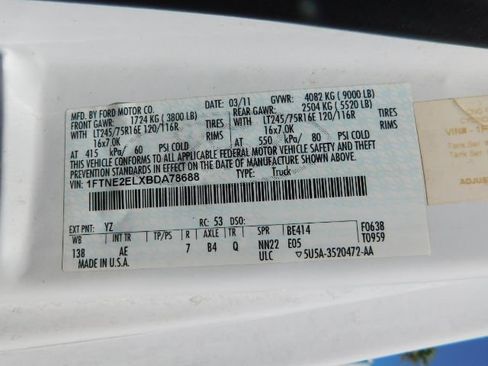 MFD. BY FORD MOTOR CO.
DATE: 03/11 GVWR: 4082 KG (9000 LB)
FRONT GAWR: 1724 KG (3800 LB) REAR GAWR: 2504 KG (5520 LB)
WITH LT245/75R16E 120/116R TIRES WITH LT245/75R16E 120/116R TIRES
16x7.0K RIMS 16x7.0K RIMS
AT 415 kPa/ 60 PSI COLD AT 550 kPa/ 80 PSI COLD
THIS VEHICLE CONFORMS TO ALL APPLICABLE FEDERAL MOTOR VEHICLE SAFETY AND THEFT
PREVENTION STANDARDS IN EFFECT ON THE DATE OF MANUFACTURE SHOWN ABOVE.
VIN: 1FTNE2ELXBDA78688
TYPE: Truck
EXT PNT: YZ RC: 53 DSO:
WB INT TR TP/PS R AXLE TR SPR BE414 F0638
138 AE 7 B4 Q NN22 E05 T0959
MADE IN U.S.A. ULC ▽5U5A-3520472-AA
VIN# 1F
ADJUS